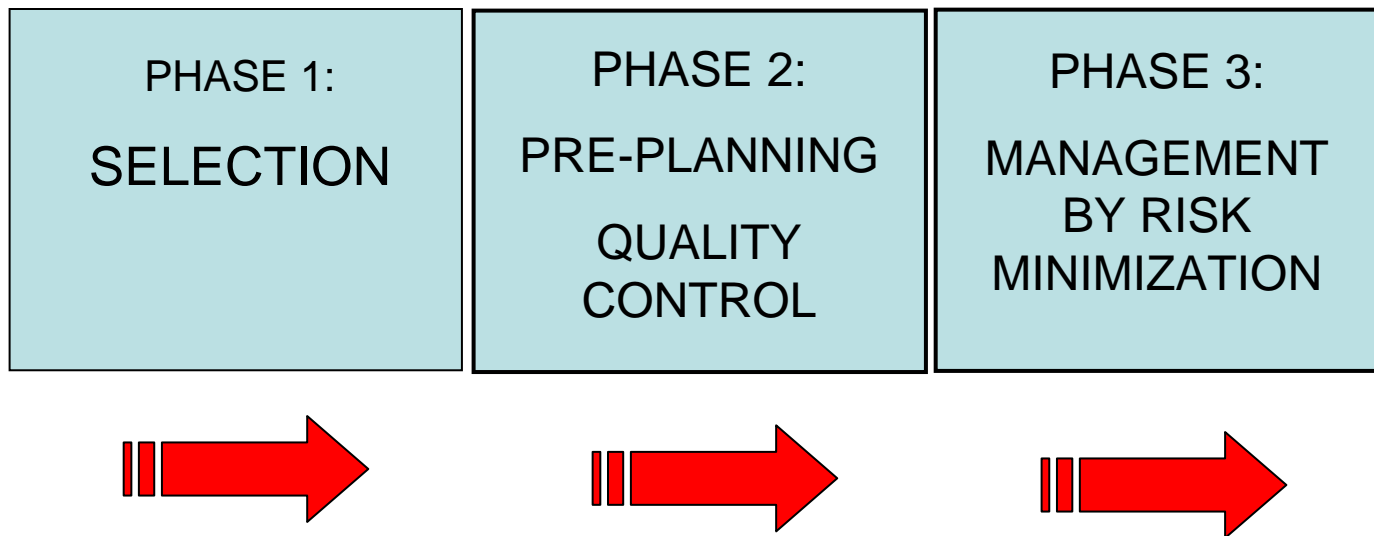 PHASE 1:
SELECTION
PHASE 2:
PRE-PLANNING
QUALITY
CONTROL
PHASE 3:
MANAGEMENT
BY RISK
MINIMIZATION